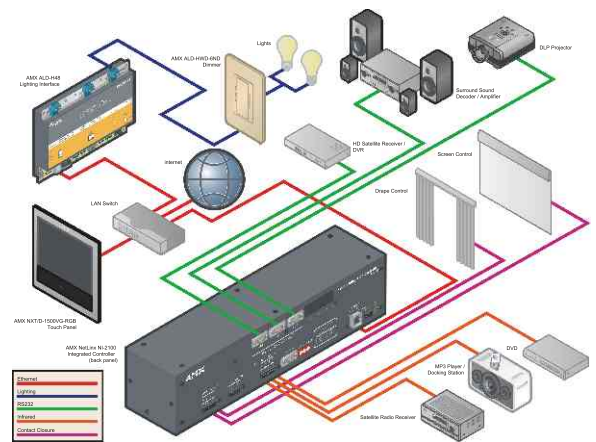 Lights
AMX ALD-HWD-6ND
Dimmer
AMX ALD-H48
Lighting Interface
DLP Projector
Surround Sound
Decoder / Amplifier
HD Satellite Receiver /
DVR
Screen Control
Internet
Drape Control
LAN Switch
AMX NXT/D-1500VG-RGB
Touch Panel
AMX NetLinx NI-2100
Integrated Controller
(back panel)
AMX
DVD
MP3 Player /
Docking Station
Satellite Radio Receiver
Ethernet
Lighting
RS232
Infrared
Contact Closure